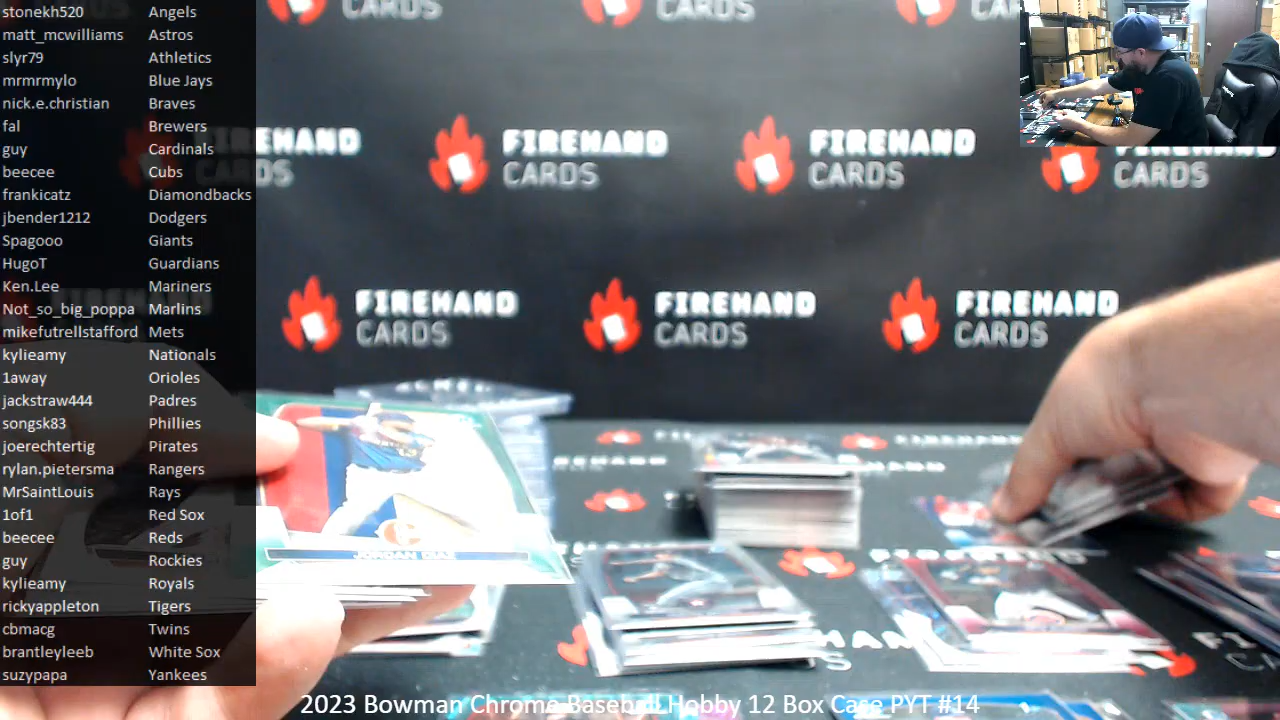 stonekh520 Angels
matt_mcwilliams Astros
slyr79 Athletics
mrmrmylo Blue Jays
nick.e.christian Braves
fal Brewers
guy Cardinals
beecee Cubs
frankicatz Diamondbacks
jbender1212 Dodgers
Spagooo Giants
HugoT Guardians
Ken.Lee Mariners
Not_so_big_poppa Marlins
mikefutrellstafford Mets
kylieamy Nationals
1away Orioles
jackstraw444 Padres
songsk83 Phillies
joerechtertig Pirates
rylan.pietersma Rangers
MrSaintLouis Rays
1of1 Red Sox
beecee Reds
guy Rockies
kylieamy Royals
rickyappleton Tigers
cbmacg Twins
brantleyleeb White Sox
suzypapa Yankees
CARDS CARDS
FIREHAND FIREHAND FIREHAND
CARDS CARDS CARDS
FIREHAND FIREHAND FIREHAND
CARDS CARDS CARDS
JORDAN DIAZ
2023 Bowman Chrome Baseball Hobby 12 Box Case PYT #14